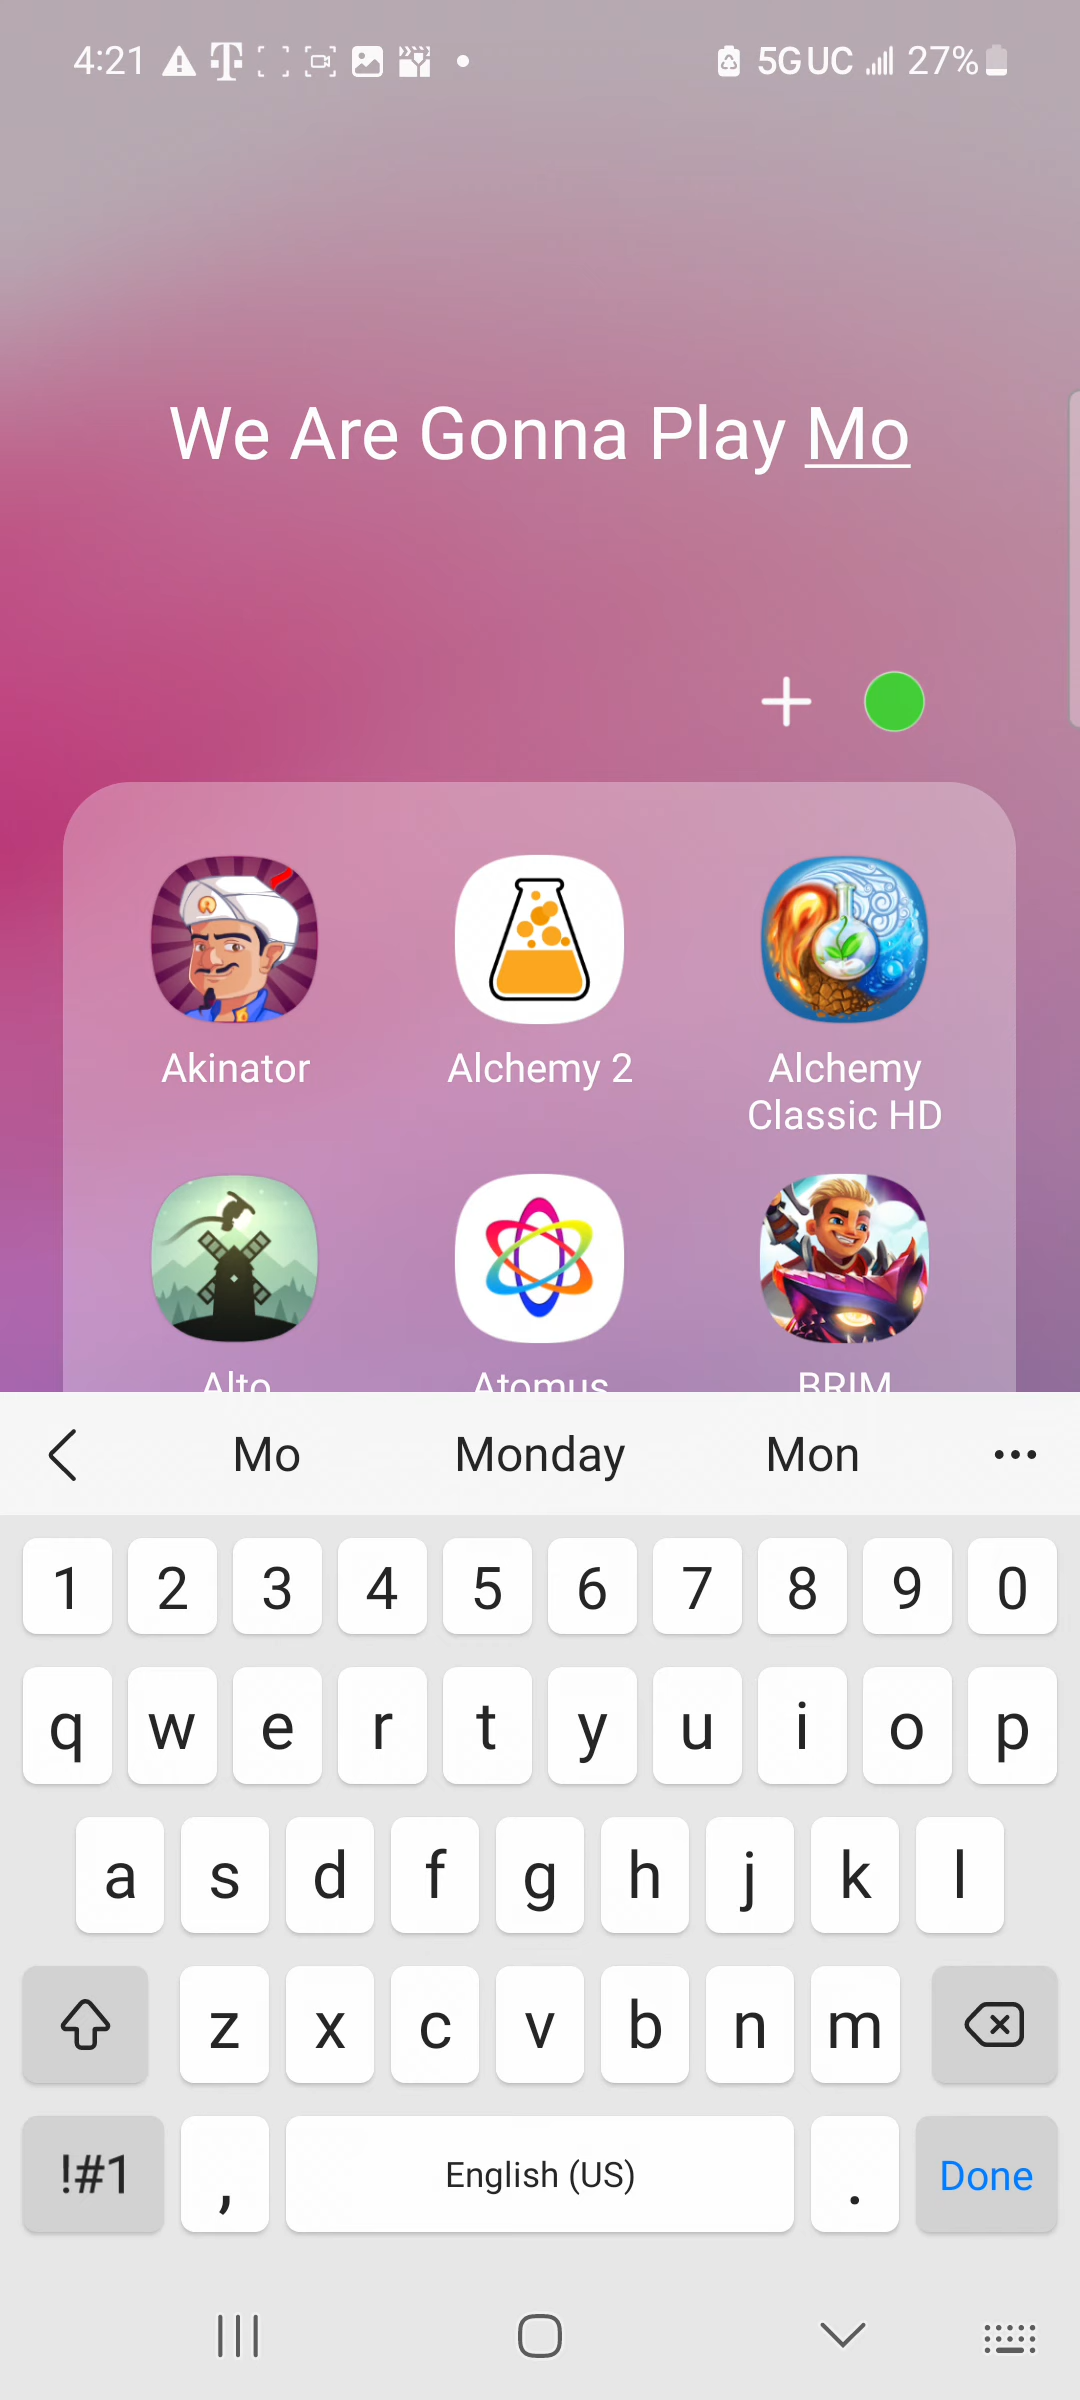 4:21 5G UC 27%
We Are Gonna Play Mo
Akinator
Alchemy 2
Alchemy
Classic HD
Alto
Atomus
BRIM
Mo Monday Mon
1 2 3 4 5 6 7 8 9 0
q w e r t y u i o p
a s d f g h j k l
z x c v b n m
!#1 , English (US) . Done